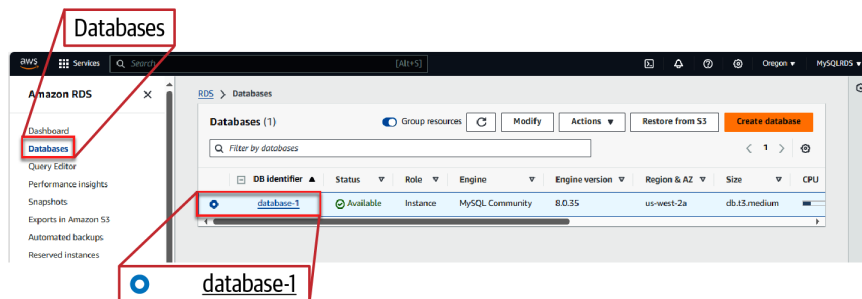 Databases
aws Services Search [Alt+S] Oregon MySQLRDS
Amazon RDS
Dashboard
Databases
Query Editor
Performance insights
Snapshots
Exports in Amazon S3
Automated backups
Reserved instances
RDS > Databases
Databases (1) Group resources Modify Actions Restore from S3 Create database
Filter by databases 1
DB identifier Status Role Engine Engine version Region & AZ Size CPU
database-1 Available Instance MySQL Community 8.0.35 us-west-2a db.t3.medium
database-1